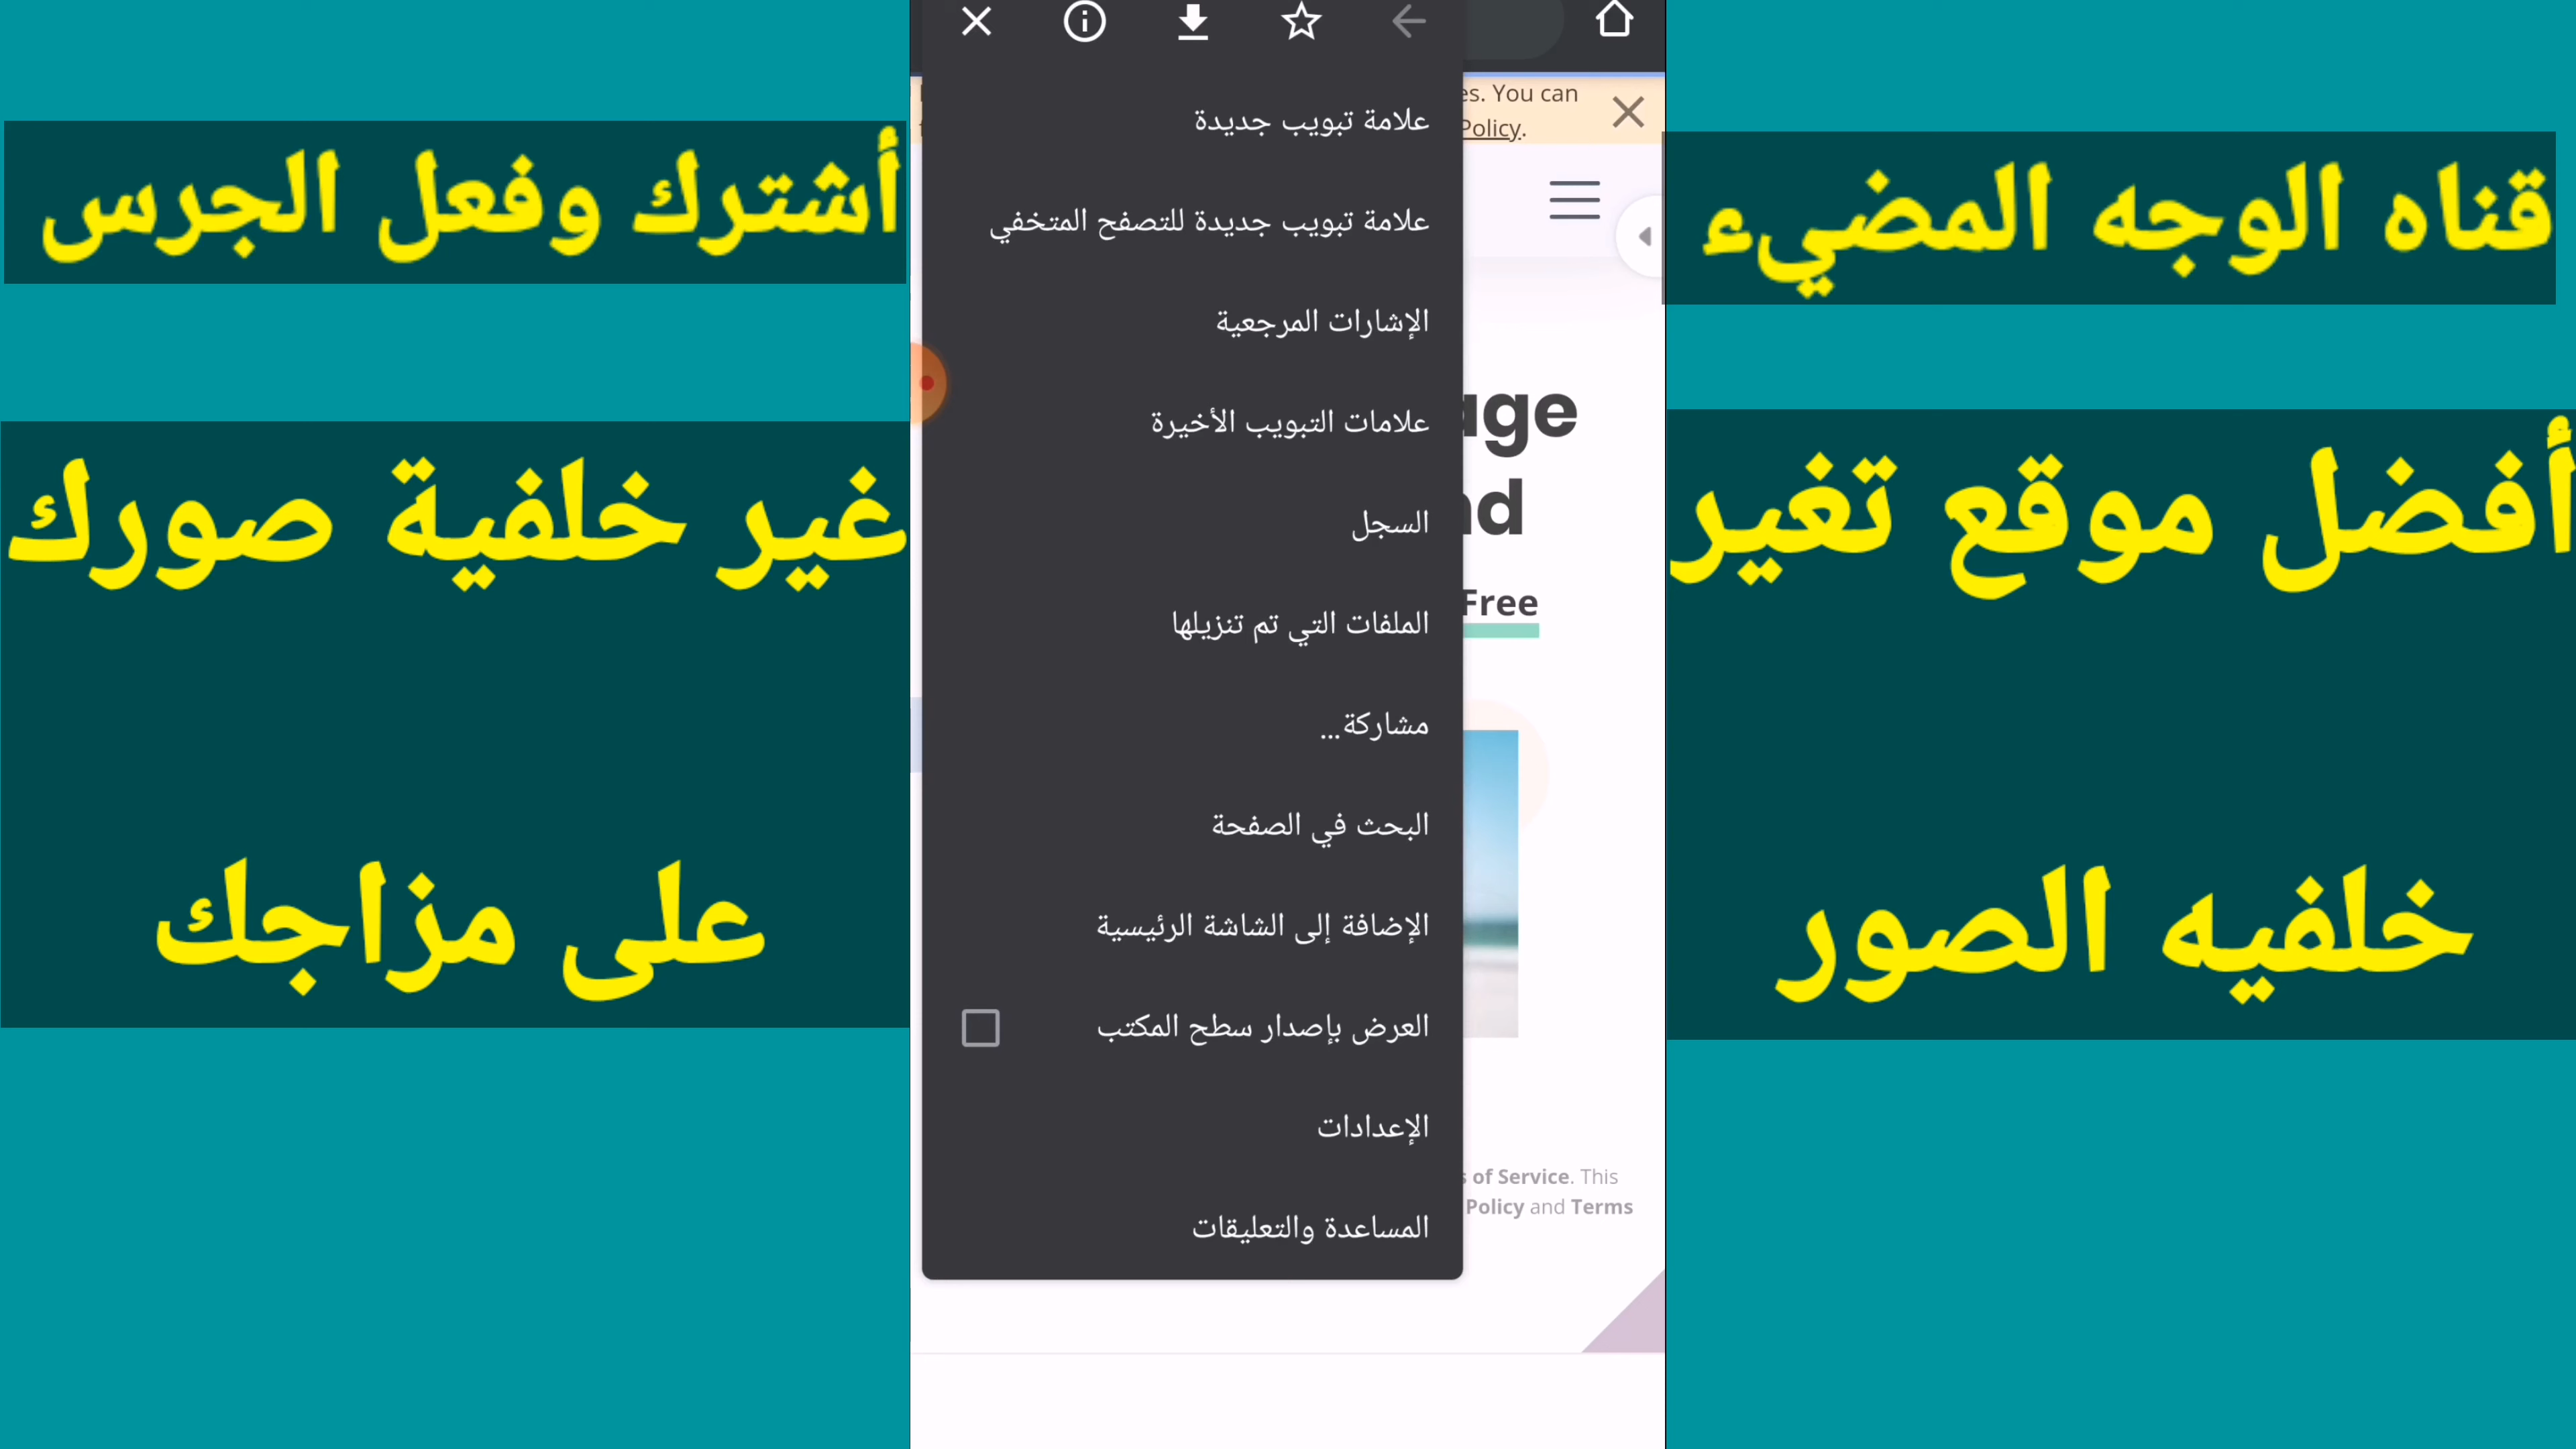 قناه الوجه المضيء
أفضل موقع تغير
خلفيه الصور
es. You can
Policy.
علامة تبويب جديدة
علامة تبويب جديدة للتصفح المتخفي
الإشارات المرجعية
علامات التبويب الأخيرة
السجل
الملفات التي تم تنزيلها
مشاركة...
البحث في الصفحة
الإضافة إلى الشاشة الرئيسية
العرض بإصدار سطح المكتب
الإعدادات
المساعدة والتعليقات
age
nd
Free
s of Service. This
Policy and Terms
أشترك وفعل الجرس
غير خلفية صورك
على مزاجك